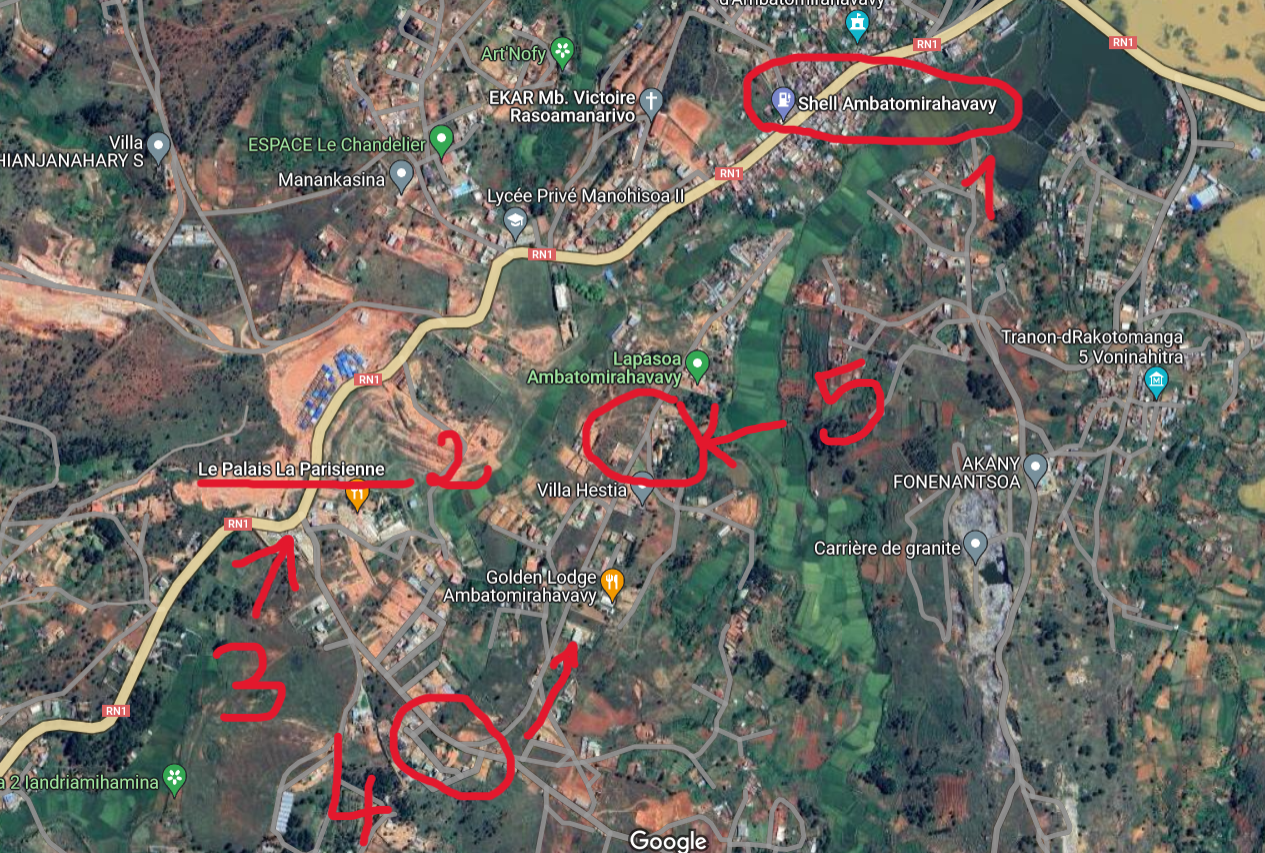 d'Ambatomirahavavy
RN1
RN1
Art'Nofy
EKAR Mb. Victoire
Rasoamanarivo
Shell Ambatomirahavavy
Villa
HIANJANAHARY S
ESPACE Le Chandelier
Manankasina
RN1
1
Lycée Privé Manohisoa II
RN1
Tranon-dRakotomanga
5 Voninahitra
Lapasoa
Ambatomirahavavy
RN1
5
Le Palais La Parisienne
2
AKANY
FONENANTSOA
Villa Hestia
RN1
Carrière de granite
Golden Lodge
Ambatomirahavavy
3
RN1
4
a 2 Iandriamihamina
Google